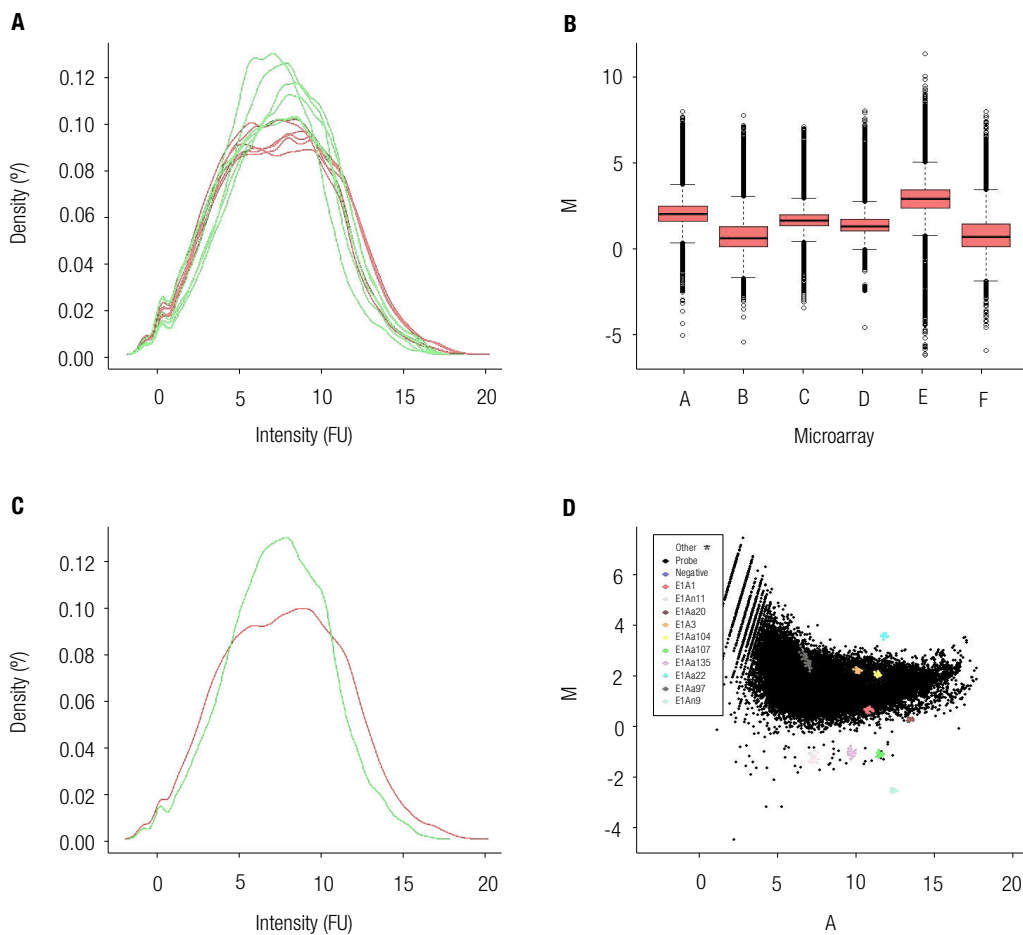 A
0.12
0.10
0.08
0.06
0.04
0.02
0.00
Density (º/)
0 5 10 15 20
Intensity (FU)
B
10
5
0
-5
M
A B C D E F
Microarray
C
0.12
0.10
0.08
0.06
0.04
0.02
0.00
Density (º/)
0 5 10 15 20
Intensity (FU)
D
6
4
2
0
-2
-4
M
Other
Probe
Negative
E1A1
E1An11
E1Aa20
E1A3
E1Aa104
E1Aa107
E1Aa135
E1Aa22
E1Aa97
E1An9
0 5 10 15 20
A